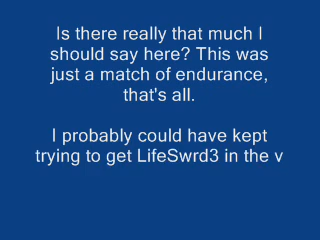 Is there really that much I
should say here? This was
just a match of endurance,
that's all.
I probably could have kept
trying to get LifeSwrd3 in the v